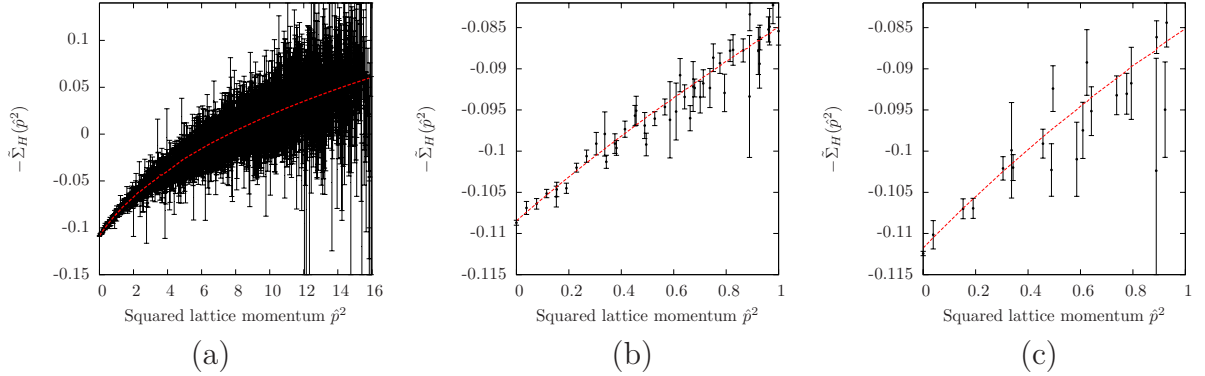 0.1
0.05
0
-0.05
-0.1
-0.15
0 2 4 6 8 10 12 14 16
−Σ̃_H(p̂²)
Squared lattice momentum p̂²
(a)
-0.085
-0.09
-0.095
-0.1
-0.105
-0.11
-0.115
0 0.2 0.4 0.6 0.8 1
−Σ̃_H(p̂²)
Squared lattice momentum p̂²
(b)
-0.085
-0.09
-0.095
-0.1
-0.105
-0.11
-0.115
0 0.2 0.4 0.6 0.8 1
−Σ̃_H(p̂²)
Squared lattice momentum p̂²
(c)